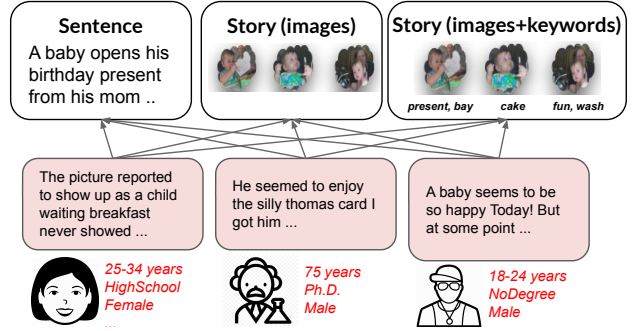 Sentence
A baby opens his
birthday present
from his mom ..
Story (images)
Story (images+keywords)
present, bay
cake
fun, wash
The picture reported
to show up as a child
waiting breakfast
never showed ...
He seemed to enjoy
the silly thomas card I
got him ...
A baby seems to be
so happy Today! But
at some point ...
25-34 years
HighSchool
Female
...
75 years
Ph.D.
Male
18-24 years
NoDegree
Male